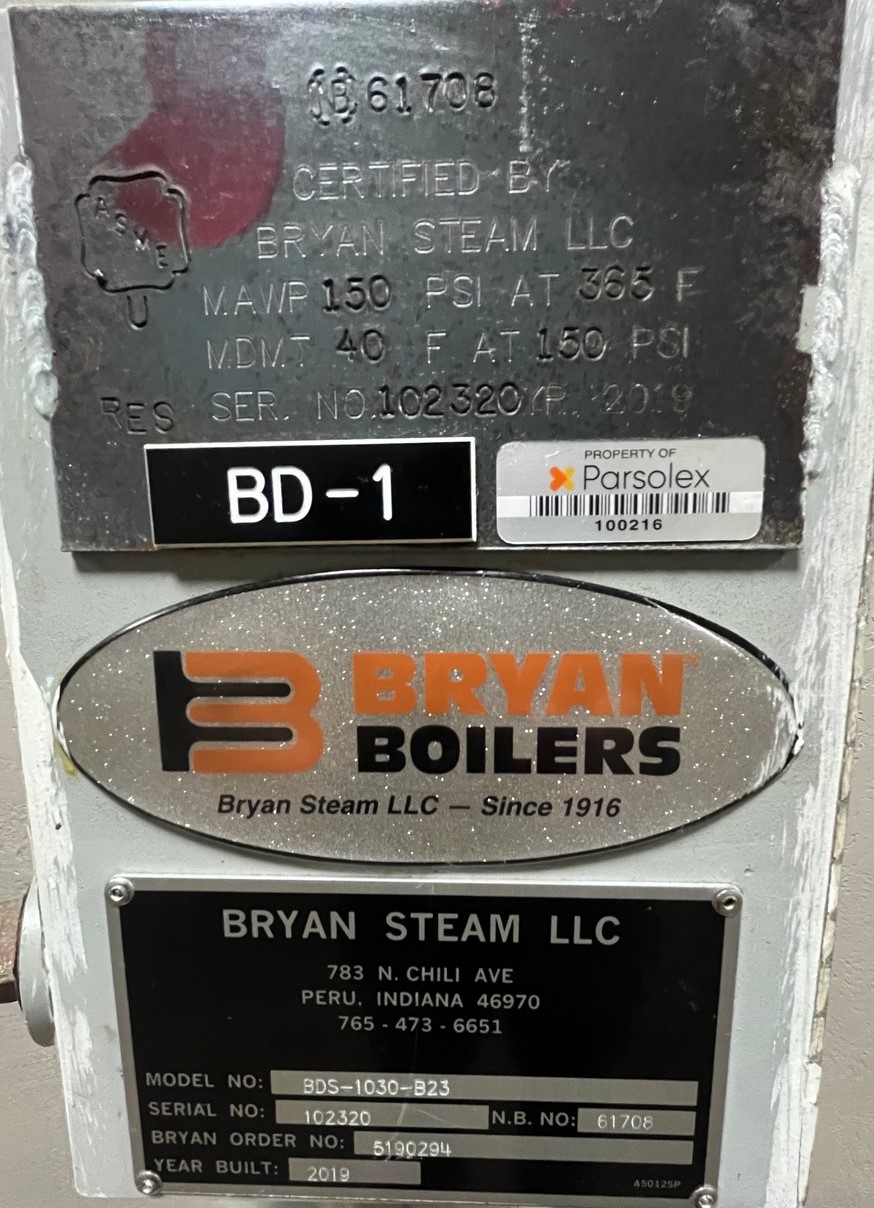 NB 61708
CERTIFIED BY
BRYAN STEAM LLC
ASME
U
MAWP 150 PSI AT 365 F
MDMT 40 F AT 150 PSI
RES SER. NO. 102320 YR. 2019
BD-1
PROPERTY OF
Parsolex
100216
BRYAN®
BOILERS
Bryan Steam LLC — Since 1916
BRYAN STEAM LLC
783 N. CHILI AVE
PERU, INDIANA 46970
765-473-6651
MODEL NO: BDS-1030-B23
SERIAL NO: 102320 N.B. NO: 61708
BRYAN ORDER NO: 5190294
YEAR BUILT: 2019
A50125P